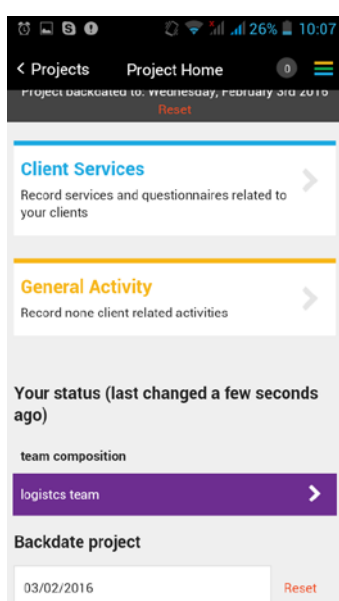 26% 10:07
Projects Project Home 0
Project backdated to: Wednesday, February 3rd 2016
Reset
Client Services
Record services and questionnaires related to
your clients
General Activity
Record none client related activities
Your status (last changed a few seconds
ago)
team composition
logistcs team
Backdate project
03/02/2016 Reset